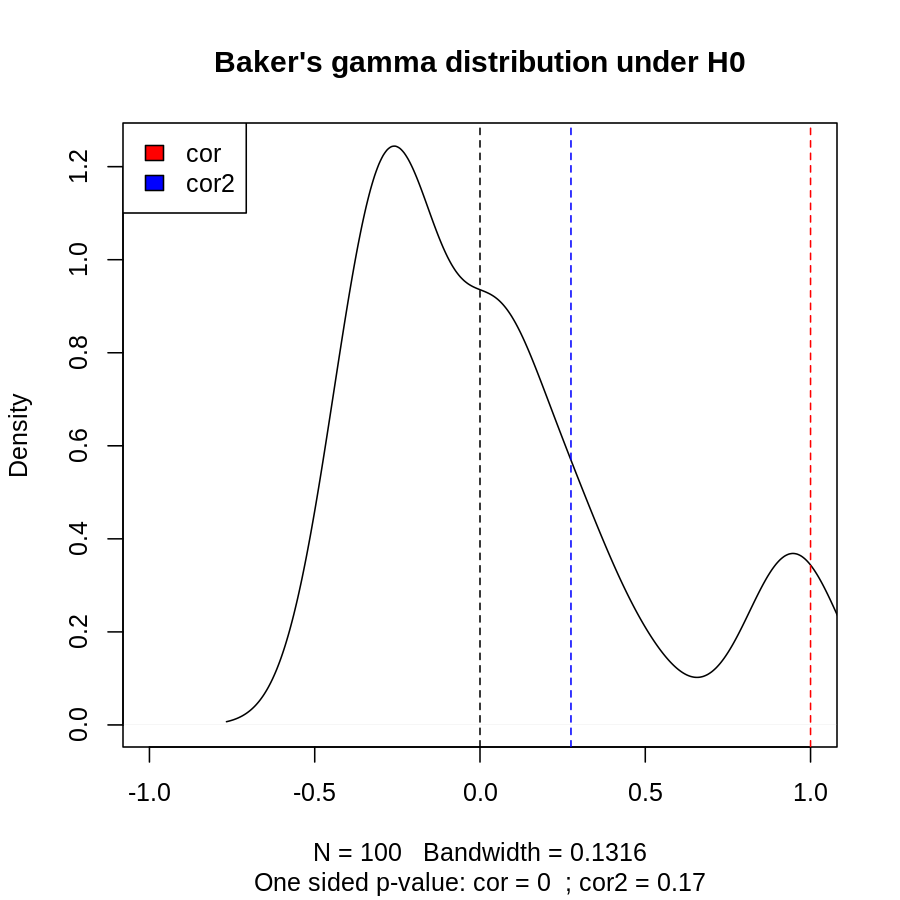 Baker's gamma distribution under H0
cor
cor2
Density
1.2
1.0
0.8
0.6
0.4
0.2
0.0
-1.0 -0.5 0.0 0.5 1.0
N = 100 Bandwidth = 0.1316
One sided p-value: cor = 0 ; cor2 = 0.17